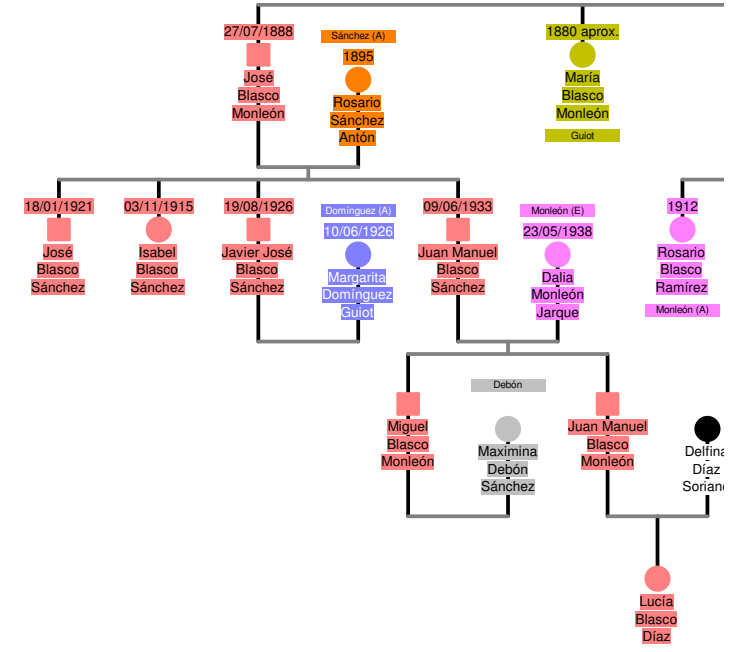 27/07/1888
José
Blasco
Monleón
Sánchez (A)
1895
Rosario
Sánchez
Antón
1880 aprox.
María
Blasco
Monleón
Guiot
18/01/1921
José
Blasco
Sánchez
03/11/1915
Isabel
Blasco
Sánchez
19/08/1926
Javier José
Blasco
Sánchez
Domínguez (A)
10/06/1926
Margarita
Domínguez
Guiot
09/06/1933
Juan Manuel
Blasco
Sánchez
Monleón (E)
23/05/1938
Dalia
Monleón
Jarque
1912
Rosario
Blasco
Ramírez
Monleón (A)
Miguel
Blasco
Monleón
Debón
Maximina
Debón
Sánchez
Juan Manuel
Blasco
Monleón
Delfina
Díaz
Soriano
Lucía
Blasco
Díaz